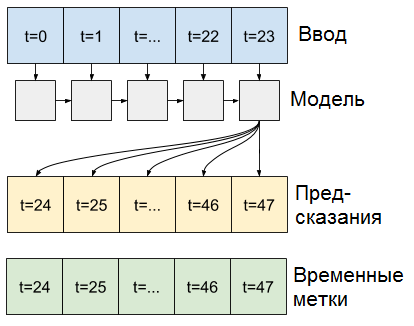 t=0 t=1 t=... t=22 t=23 Ввод
Модель
t=24 t=25 t=... t=46 t=47 Пред-
сказания
t=24 t=25 t=... t=46 t=47 Временные
метки